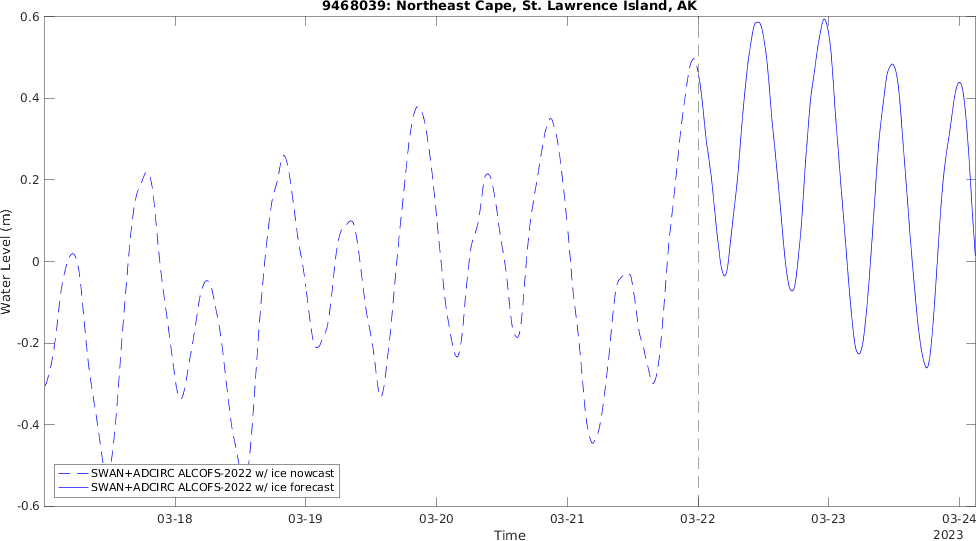 9468039: Northeast Cape, St. Lawrence Island, AK
0.6
0.4
0.2
0
-0.2
-0.4
-0.6
Water Level (m)
SWAN+ADCIRC ALCOFS-2022 w/ ice nowcast
SWAN+ADCIRC ALCOFS-2022 w/ ice forecast
03-18 03-19 03-20 03-21 03-22 03-23 03-24
Time
2023